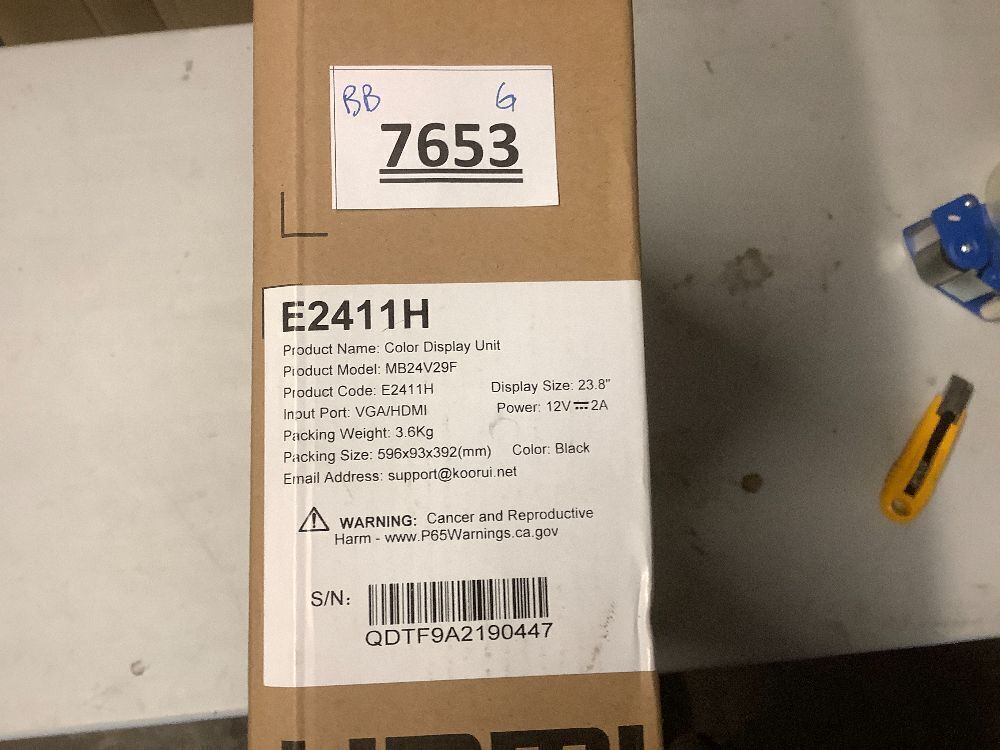 BB G
7653
E2411H
Product Name: Color Display Unit
Product Model: MB24V29F
Product Code: E2411H Display Size: 23.8"
Input Port: VGA/HDMI Power: 12V⎓2A
Packing Weight: 3.6Kg
Packing Size: 596x93x392(mm) Color: Black
Email Address: support@koorui.net
WARNING: Cancer and Reproductive
Harm - www.P65Warnings.ca.gov
S/N:
QDTF9A2190447